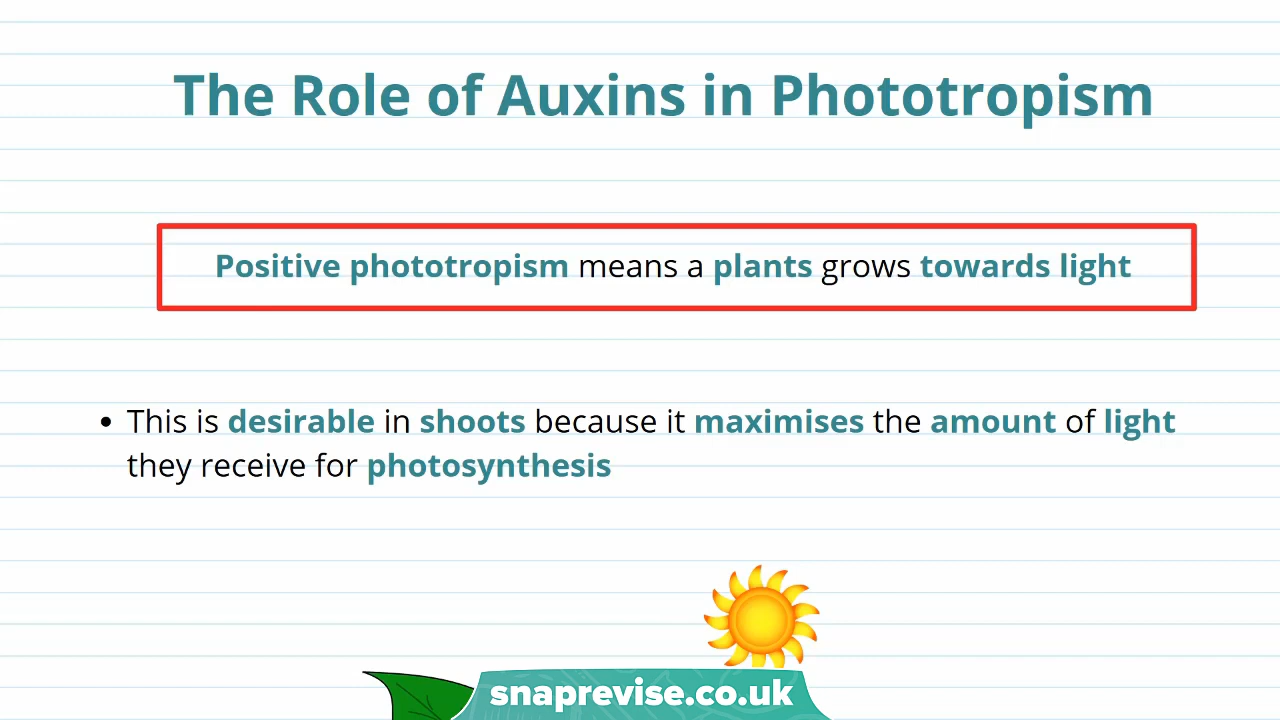 The Role of Auxins in Phototropism
Positive phototropism means a plants grows towards light
• This is desirable in shoots because it maximises the amount of light
they receive for photosynthesis
snaprevise.co.uk